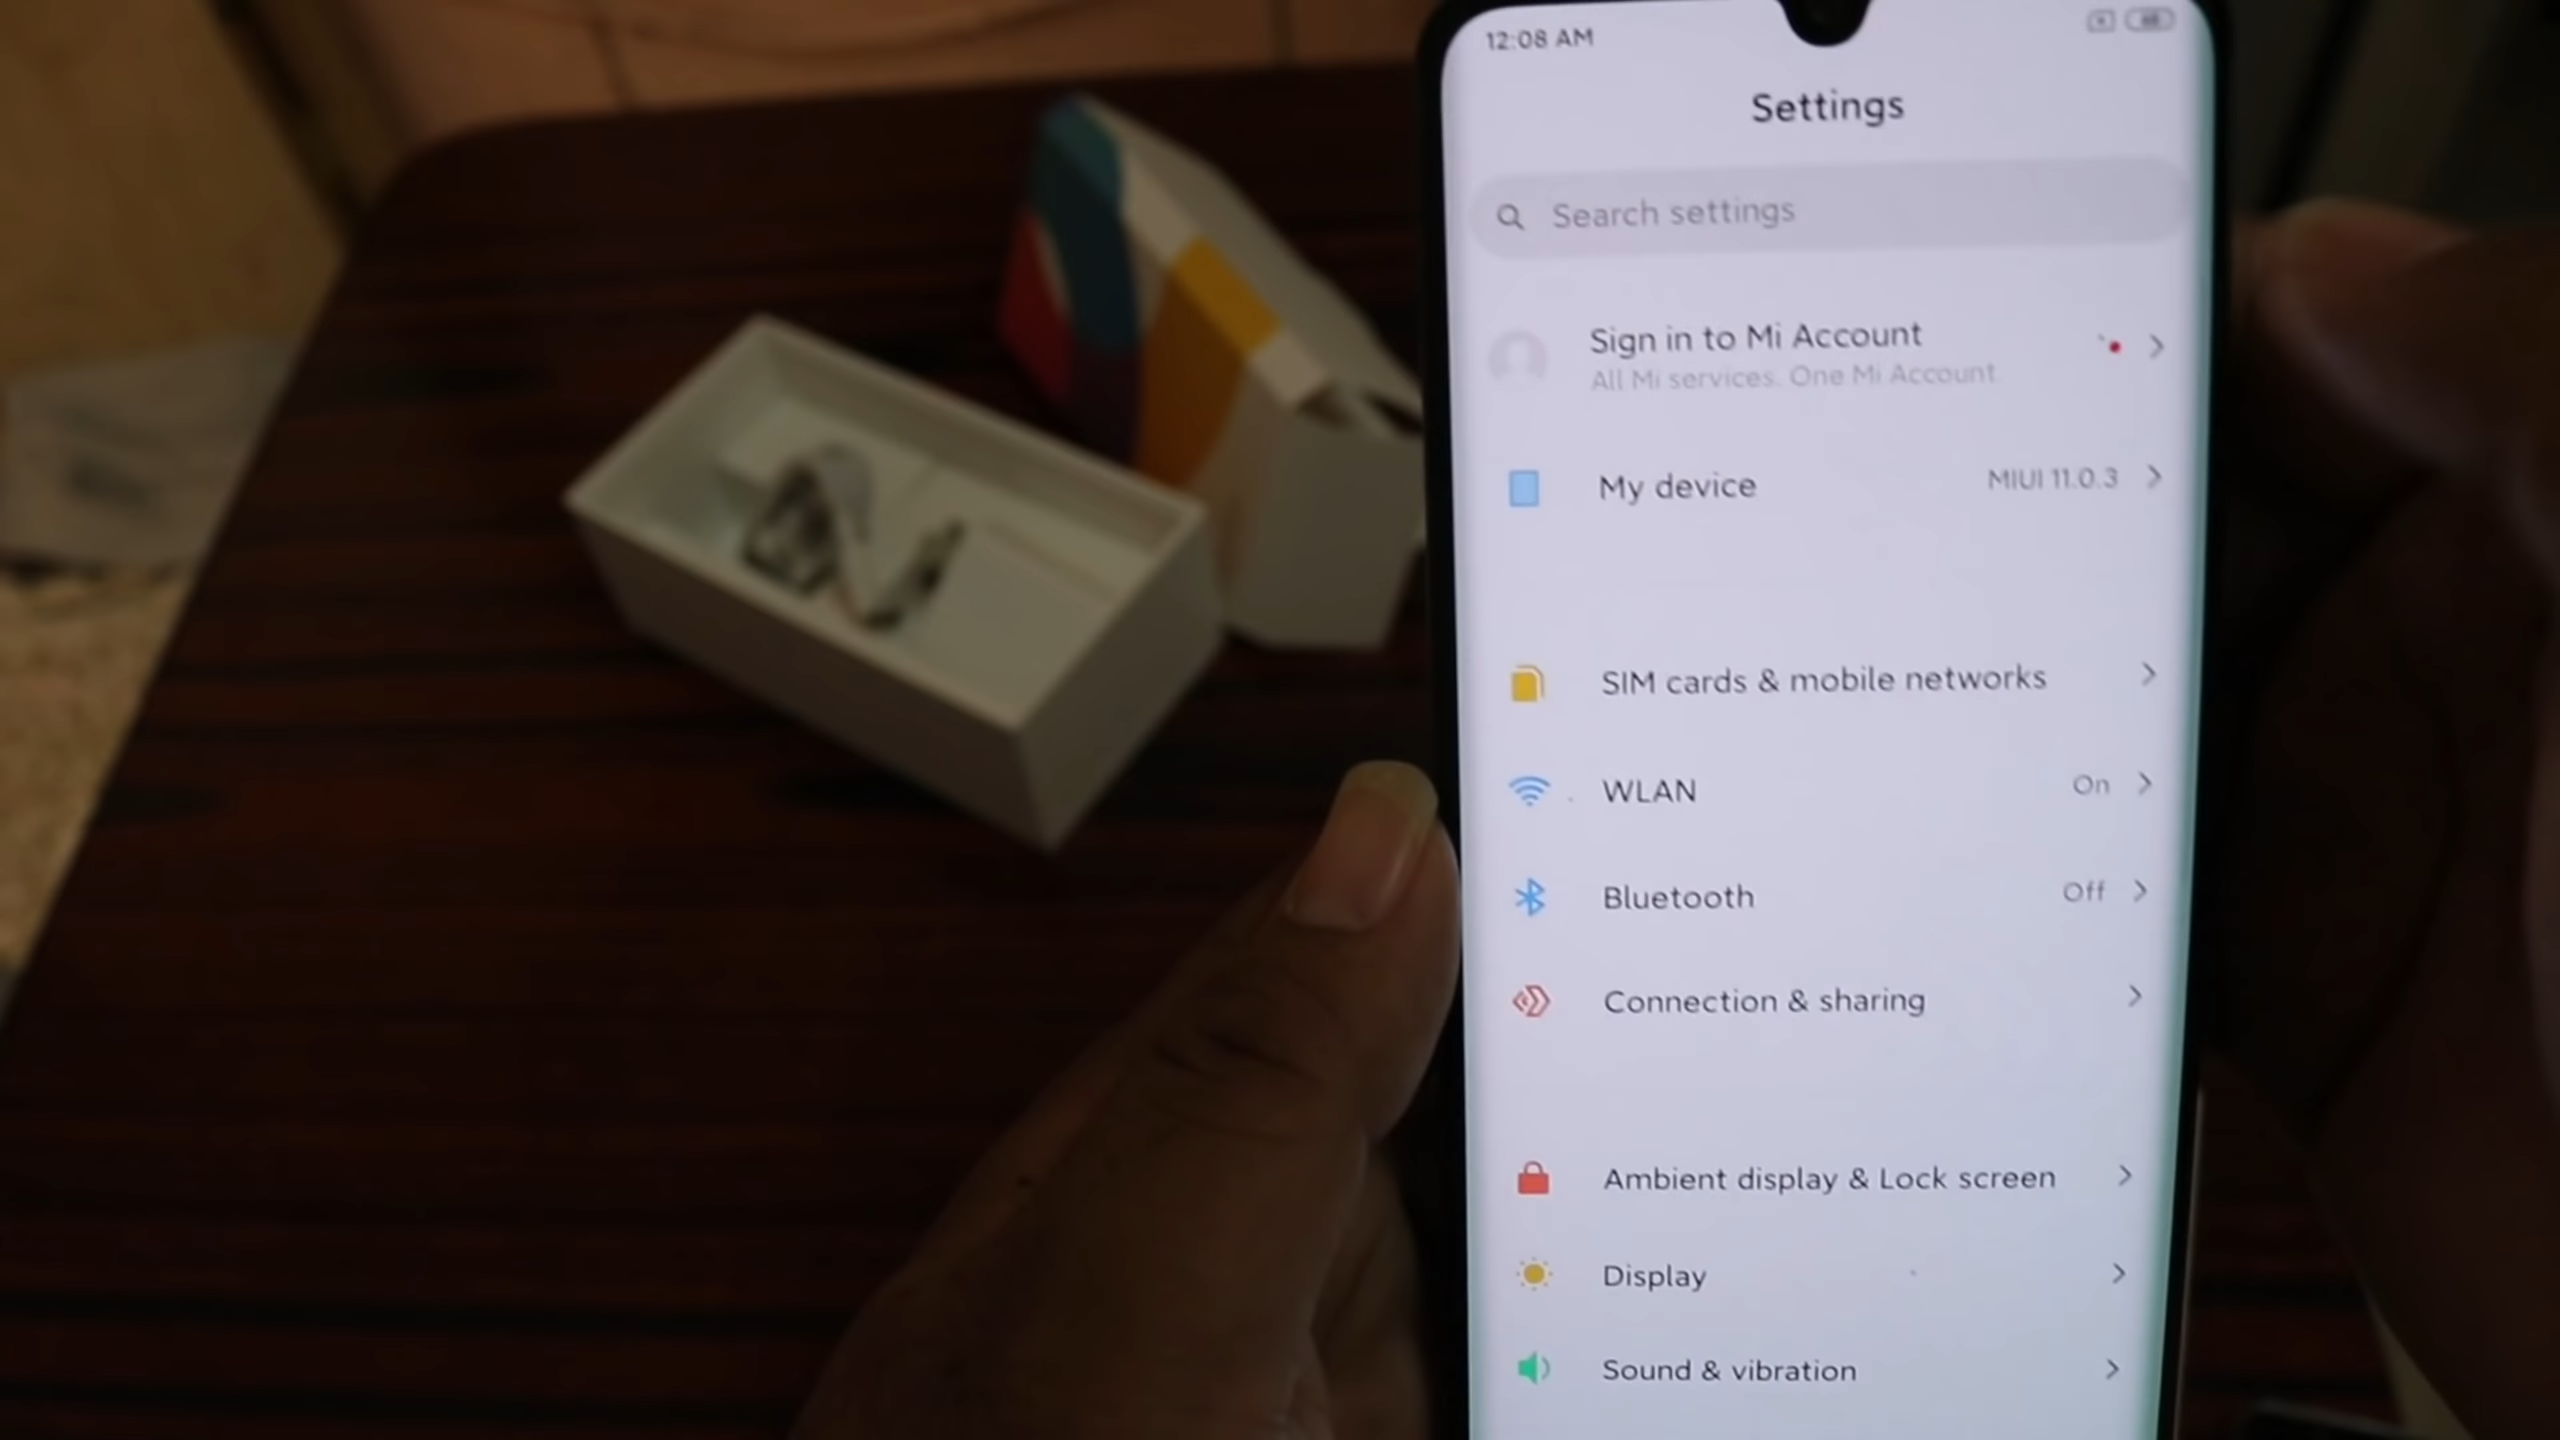 12:08 AM
Settings
Search settings
Sign in to Mi Account
All Mi services. One Mi Account
My device
MIUI 11.0.3
SIM cards & mobile networks
WLAN
On
Bluetooth
Off
Connection & sharing
Ambient display & Lock screen
Display
Sound & vibration